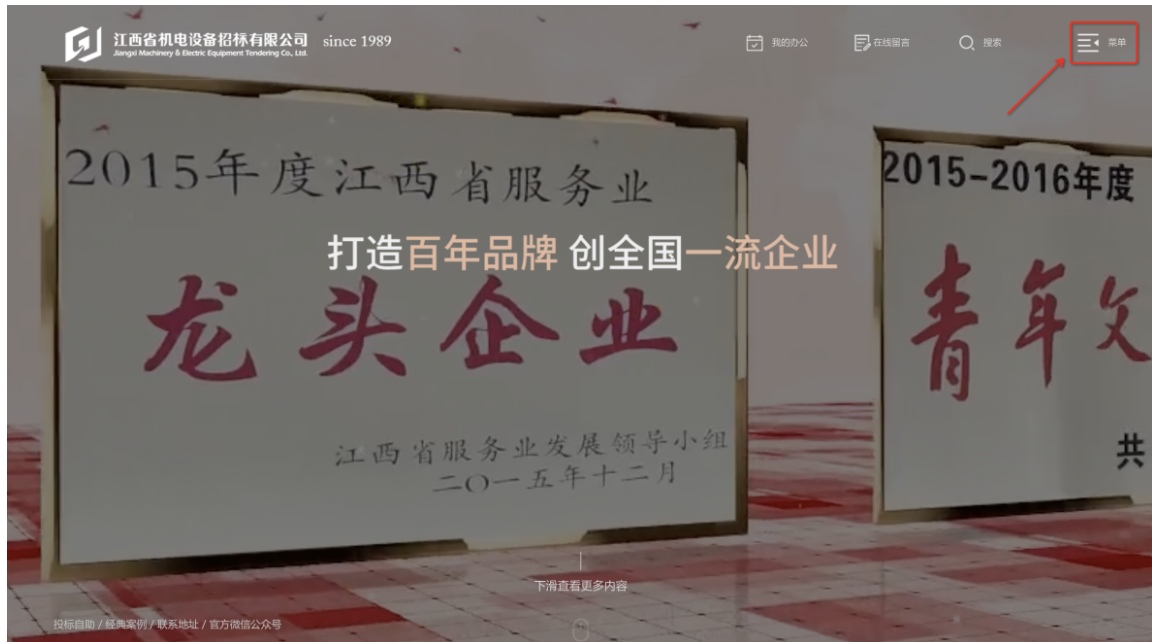 江西省机电设备招标有限公司 since 1989
Jiangxi Machinery & Electric Equipment Tendering Co., Ltd.
我的办公 在线留言 搜索 菜单
2015年度江西省服务业
龙头企业
江西省服务业发展领导小组
二〇一五年十二月
2015-2016年度
青年文
共
打造百年品牌 创全国一流企业
下滑查看更多内容
投标自助 / 经典案例 / 联系地址 / 官方微信公众号